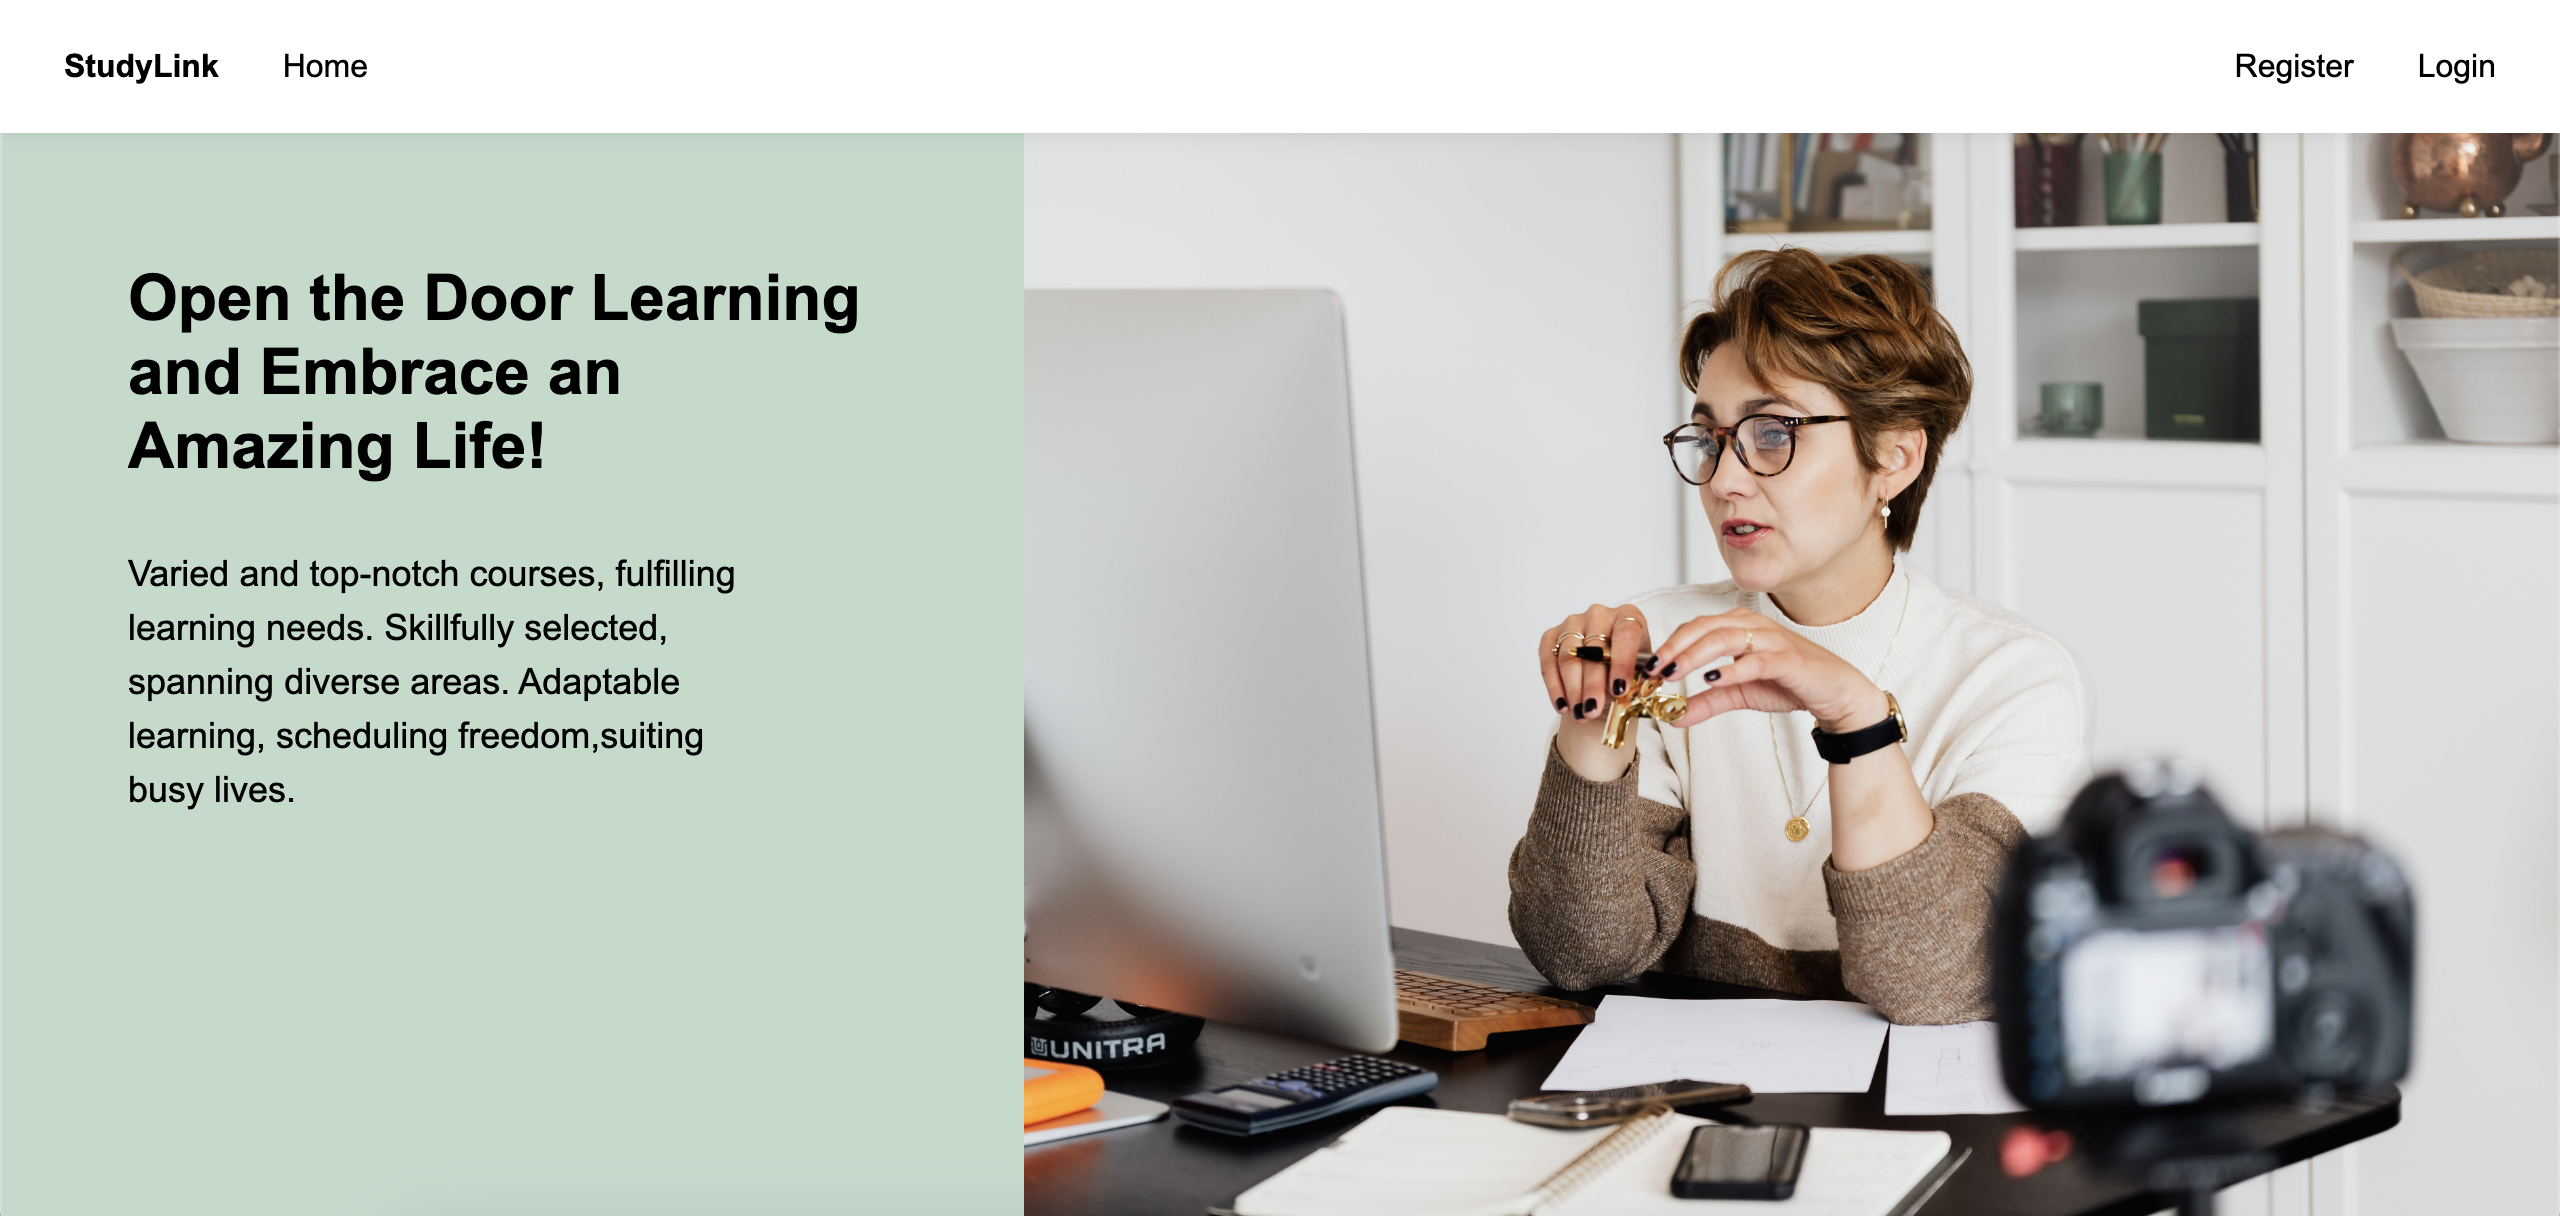 StudyLink Home Register Login
Open the Door Learning
and Embrace an
Amazing Life!
Varied and top-notch courses, fulfilling
learning needs. Skillfully selected,
spanning diverse areas. Adaptable
learning, scheduling freedom,suiting
busy lives.
UNITRA